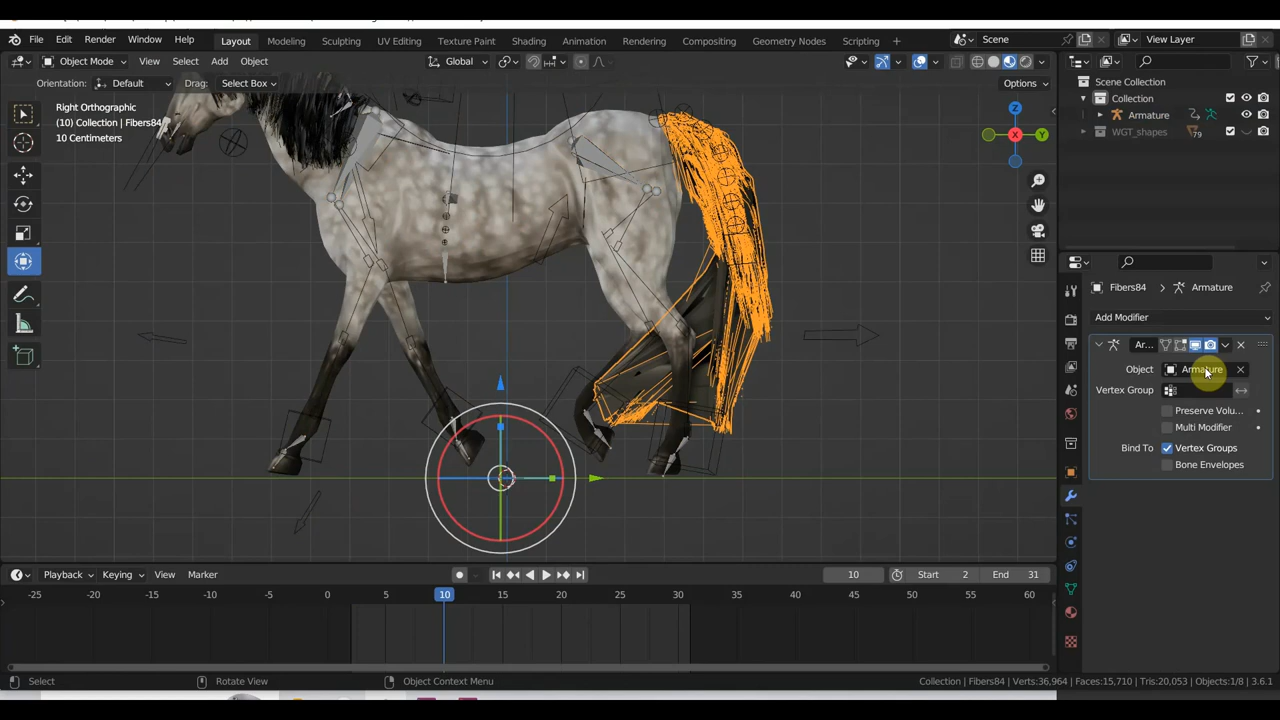 File Edit Render Window Help Layout Modeling Sculpting UV Editing Texture Paint Shading Animation Rendering Compositing Geometry Nodes Scripting + Scene View Layer
Object Mode View Select Add Object Global Options
Orientation: Default Drag: Select Box
Right Orthographic
(10) Collection | Fibers84
10 Centimeters
Z
X
Y
Scene Collection
Collection
Armature
WGT_shapes 79
Fibers84 Armature
Add Modifier
Ar...
Object Armature
Vertex Group
Preserve Volu...
Multi Modifier
Bind To Vertex Groups
Bone Envelopes
Playback Keying View Marker 10 Start 2 End 31
-25 -20 -15 -10 -5 0 5 10 15 20 25 30 35 40 45 50 55 60
Select Rotate View Object Context Menu Collection | Fibers84 | Verts:36,964 | Faces:15,710 | Tris:20,053 | Objects:1/8 | 3.6.1